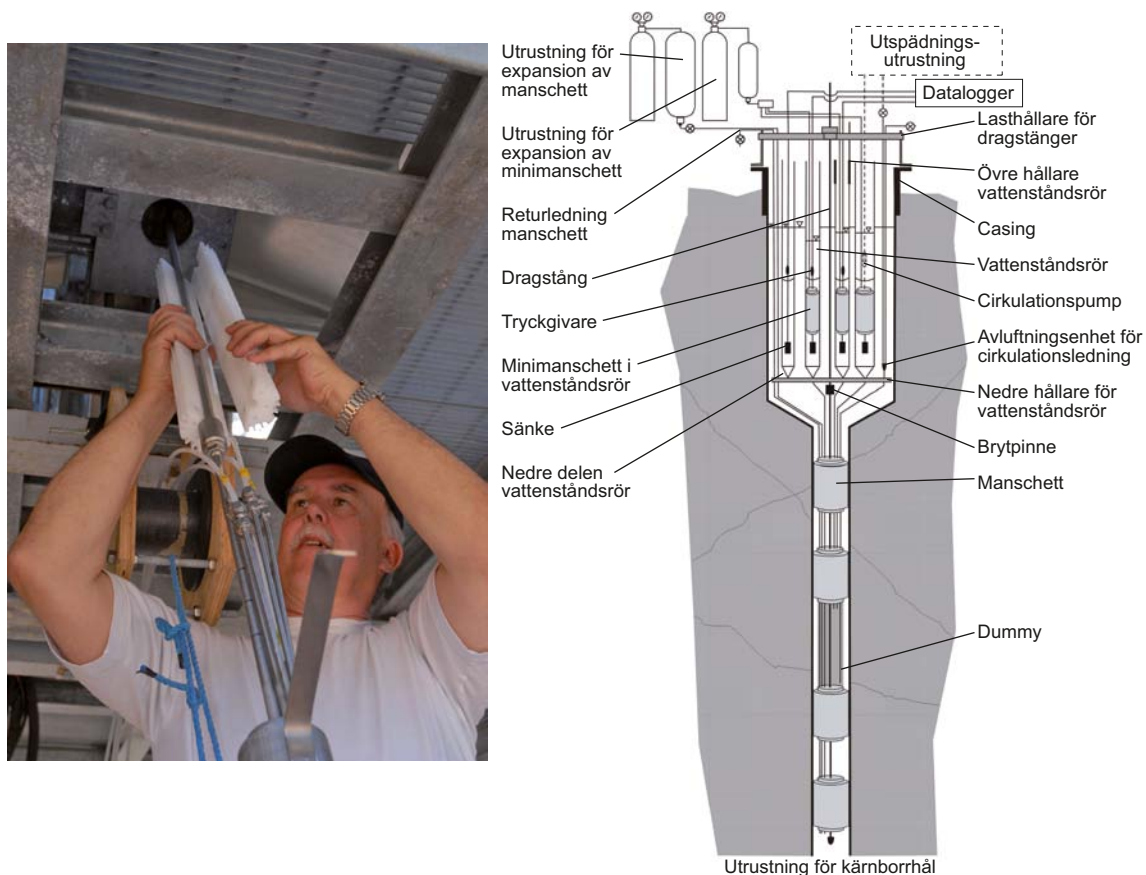 Utrustning för
expansion av
manschett
Utrustning för
expansion av
minimanschett
Returledning
manschett
Dragstång
Tryckgivare
Minimanschett i
vattenståndsrör
Sänke
Nedre delen
vattenståndsrör
Utspädnings-
utrustning
Datalogger
Lasthållare för
dragstänger
Övre hållare
vattenståndsrör
Casing
Vattenståndsrör
Cirkulationspump
Avluftningsenhet för
cirkulationsledning
Nedre hållare för
vattenståndsrör
Brytpinne
Manschett
Dummy
Utrustning för kärnborrhål